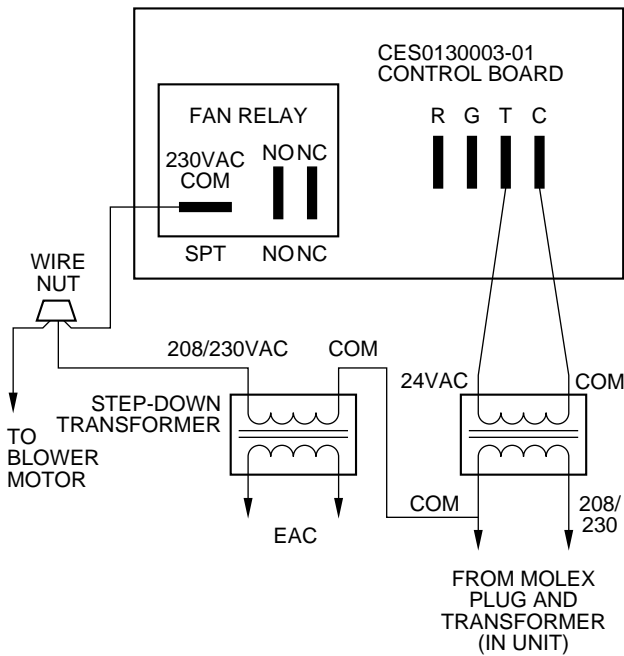 CES0130003-01
CONTROL BOARD
R G T C
FAN RELAY
230VAC
COM
NO NC
SPT
NO NC
WIRE
NUT
208/230VAC
COM
24VAC
COM
STEP-DOWN
TRANSFORMER
TO
BLOWER
MOTOR
EAC
COM
208/
230
FROM MOLEX
PLUG AND
TRANSFORMER
(IN UNIT)